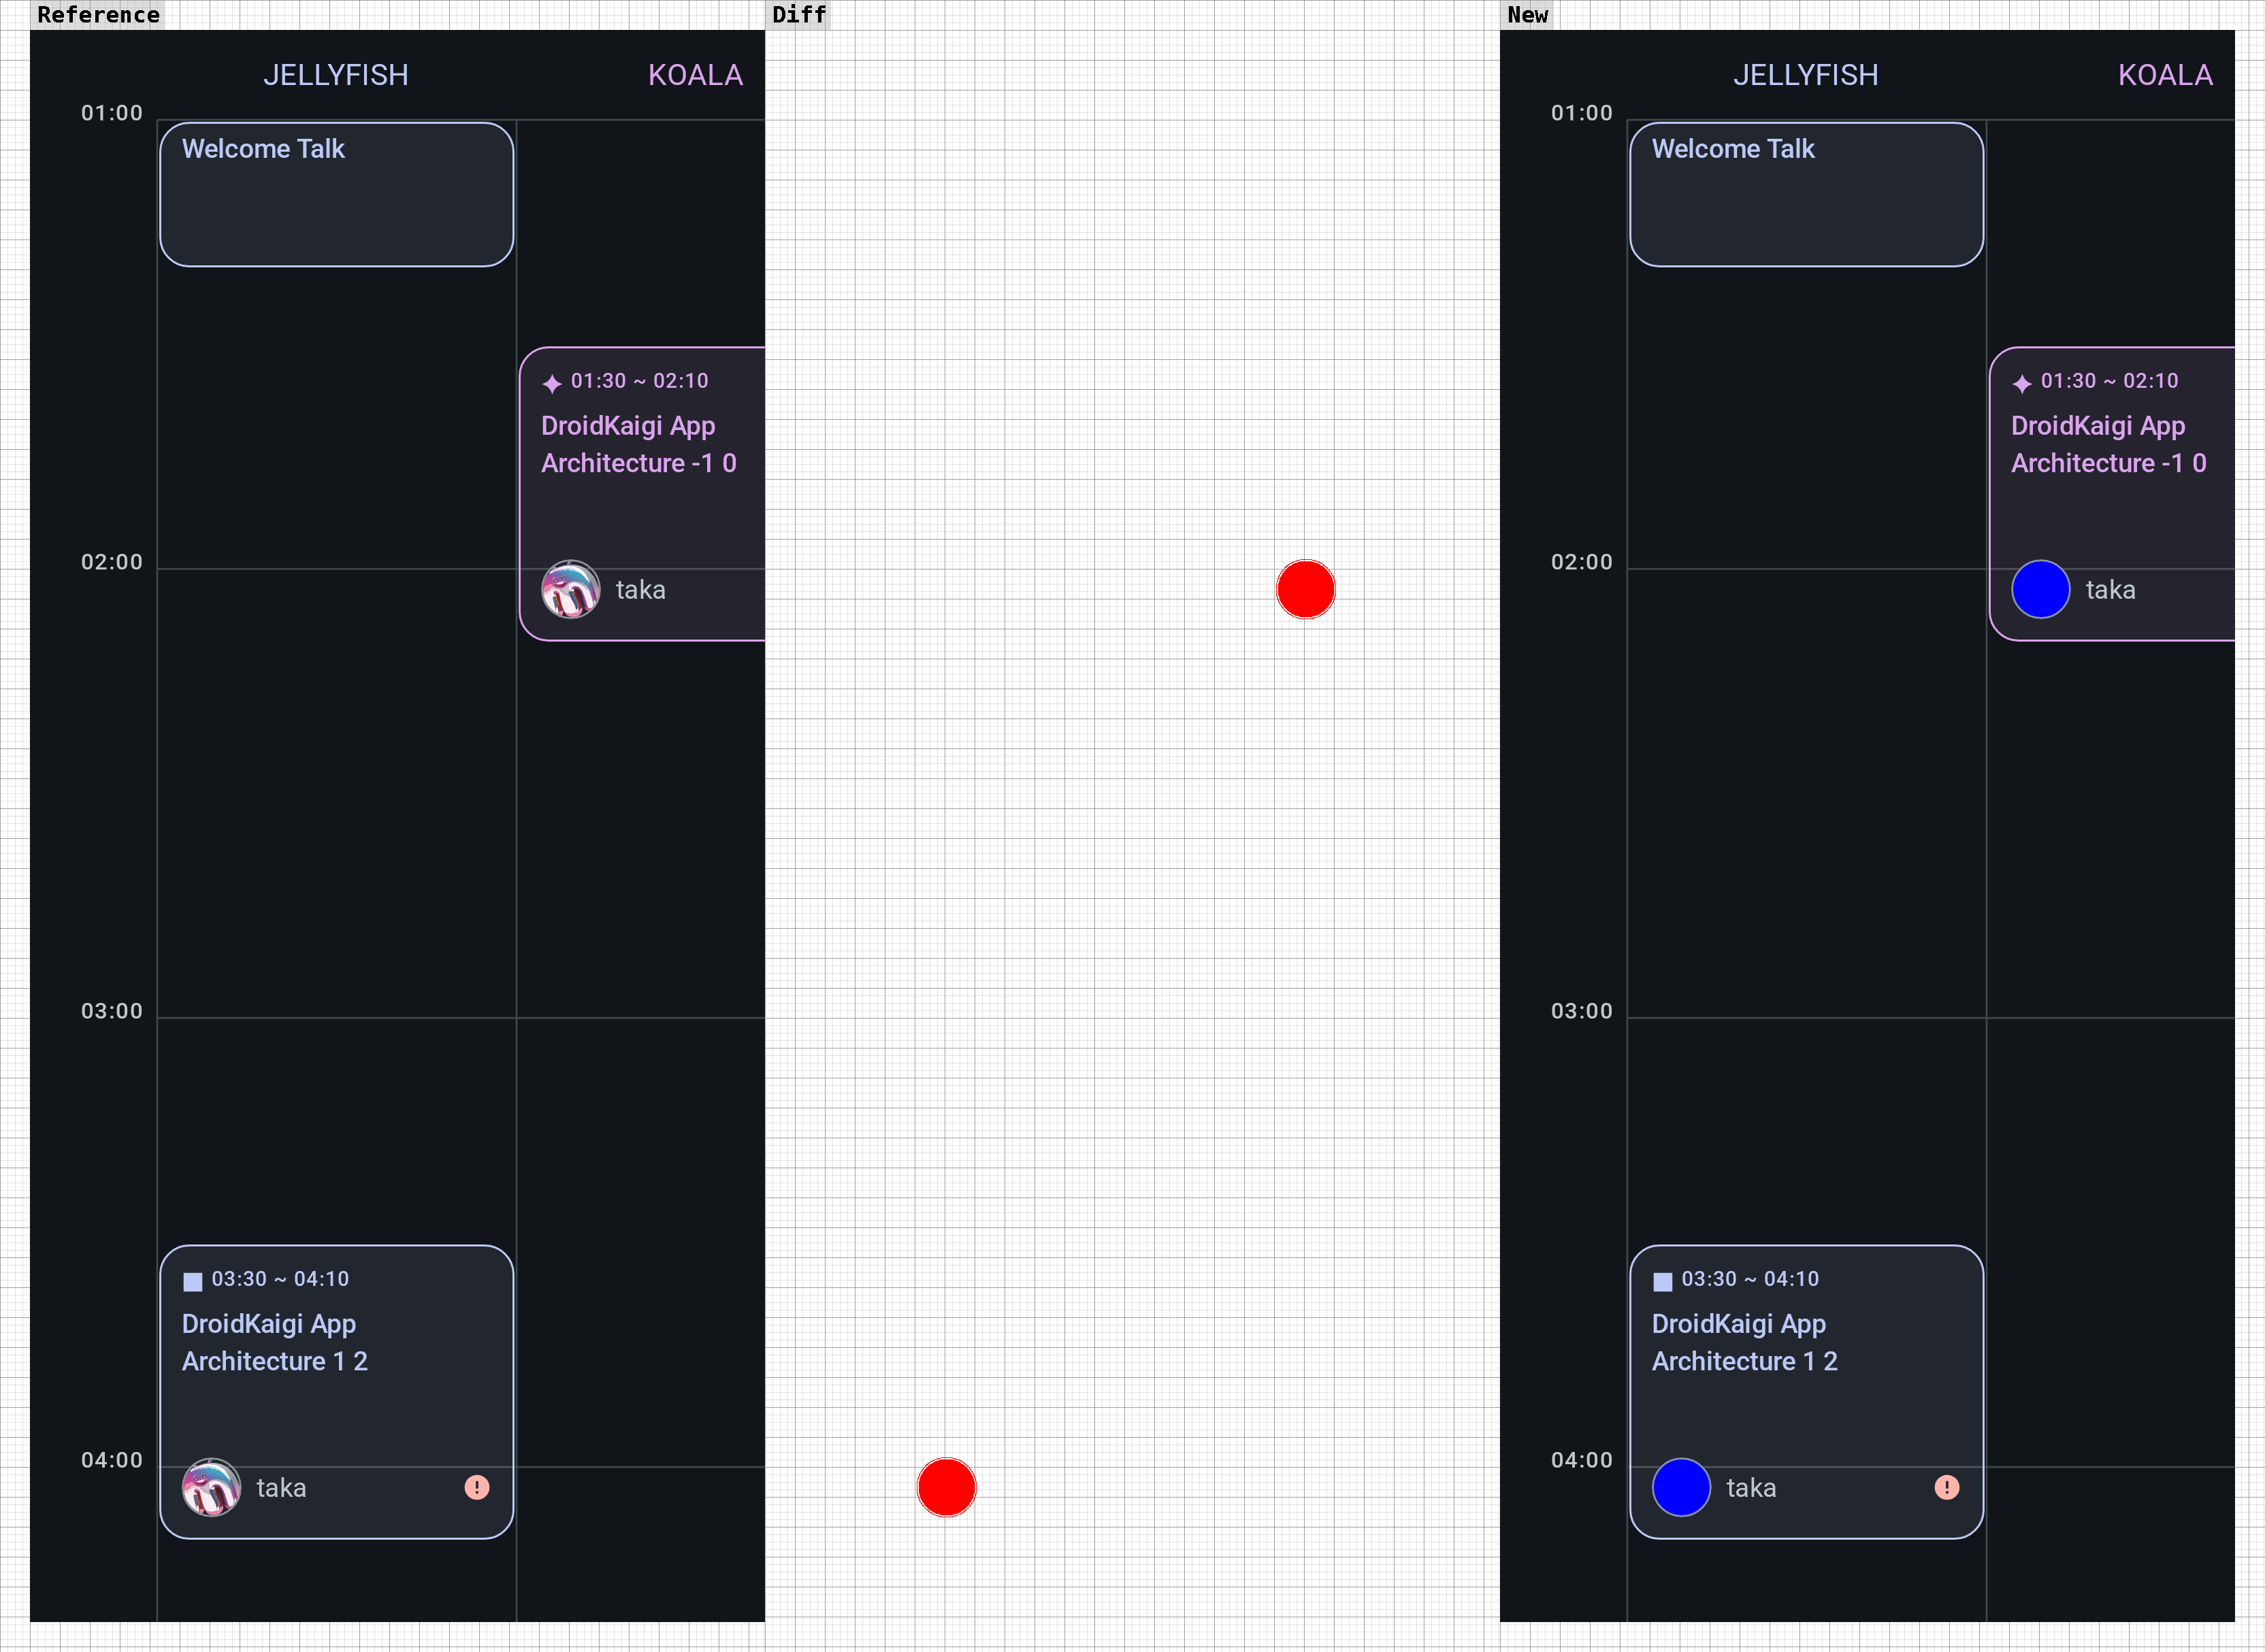 Reference
JELLYFISH
KOALA
01:00
Welcome Talk
01:30 ~ 02:10
DroidKaigi App
Architecture -1 0
02:00
taka
03:00
03:30 ~ 04:10
DroidKaigi App
Architecture 1 2
04:00
taka
!
Diff
New
JELLYFISH
KOALA
01:00
Welcome Talk
01:30 ~ 02:10
DroidKaigi App
Architecture -1 0
02:00
taka
03:00
03:30 ~ 04:10
DroidKaigi App
Architecture 1 2
04:00
taka
!